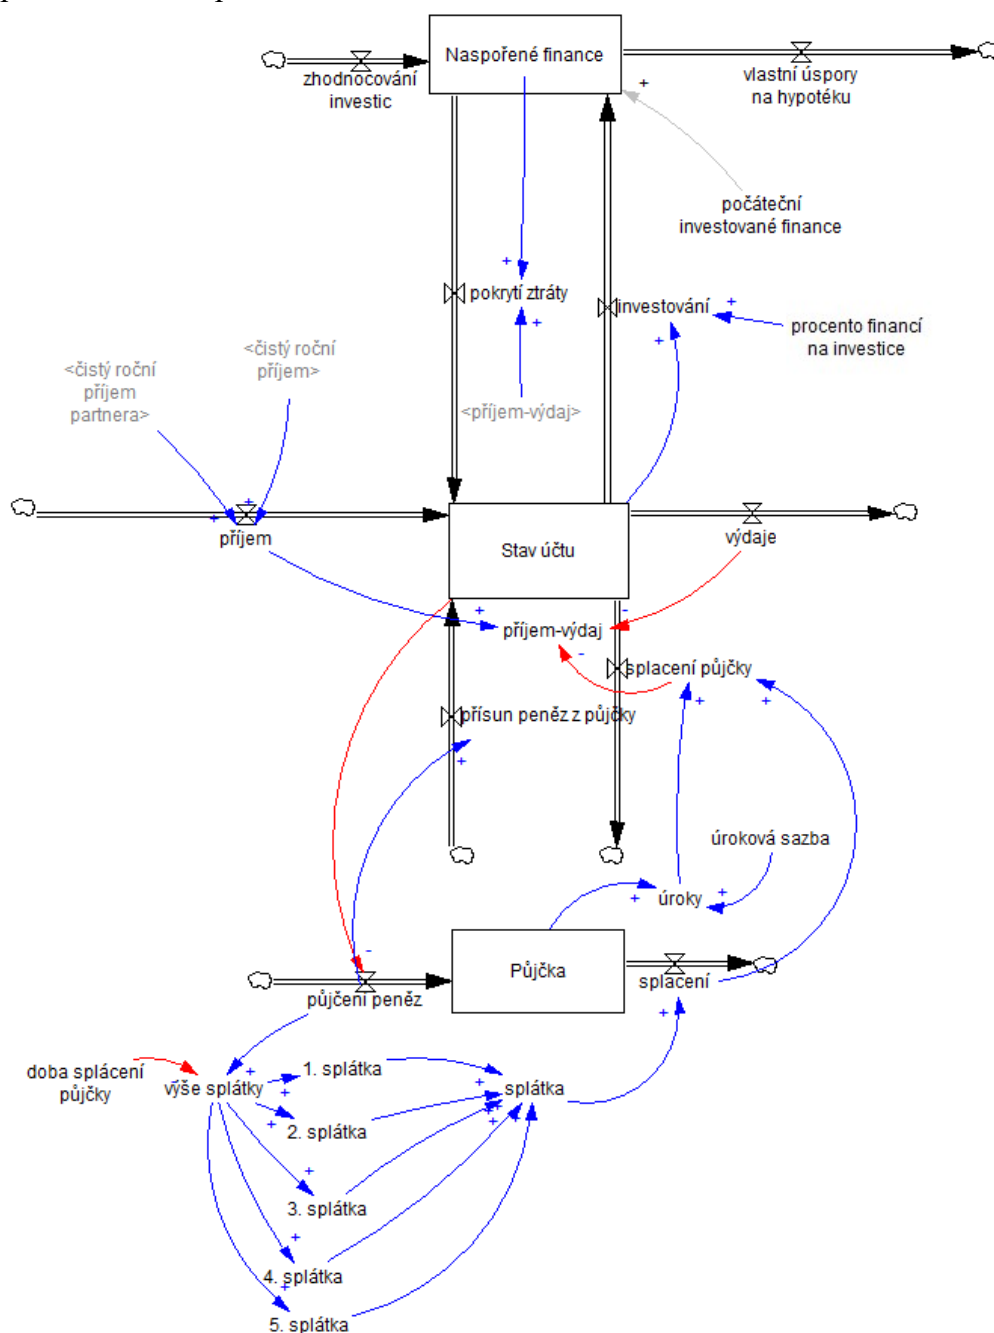 Naspořené finance
zhodnocování
investic
vlastní úspory
na hypotéku
+
počáteční
investované finance
+
pokrytí ztráty
+
investování
+
+
procento financí
na investice
<čistý roční
příjem
partnera>
<čistý roční
příjem>
<příjem-výdaj>
+
+
příjem
Stav účtu
výdaje
+
-
příjem-výdaj
-
splacení půjčky
+
+
přísun peněz z půjčky
+
úroková sazba
+
+
úroky
-
Půjčka
půjčení peněz
splacení
+
doba splácení
půjčky
výše splátky
+
+
1. splátka
+
splátka
+
2. splátka
+
+
+
+
3. splátka
+
4. splátka
+
5. splátka